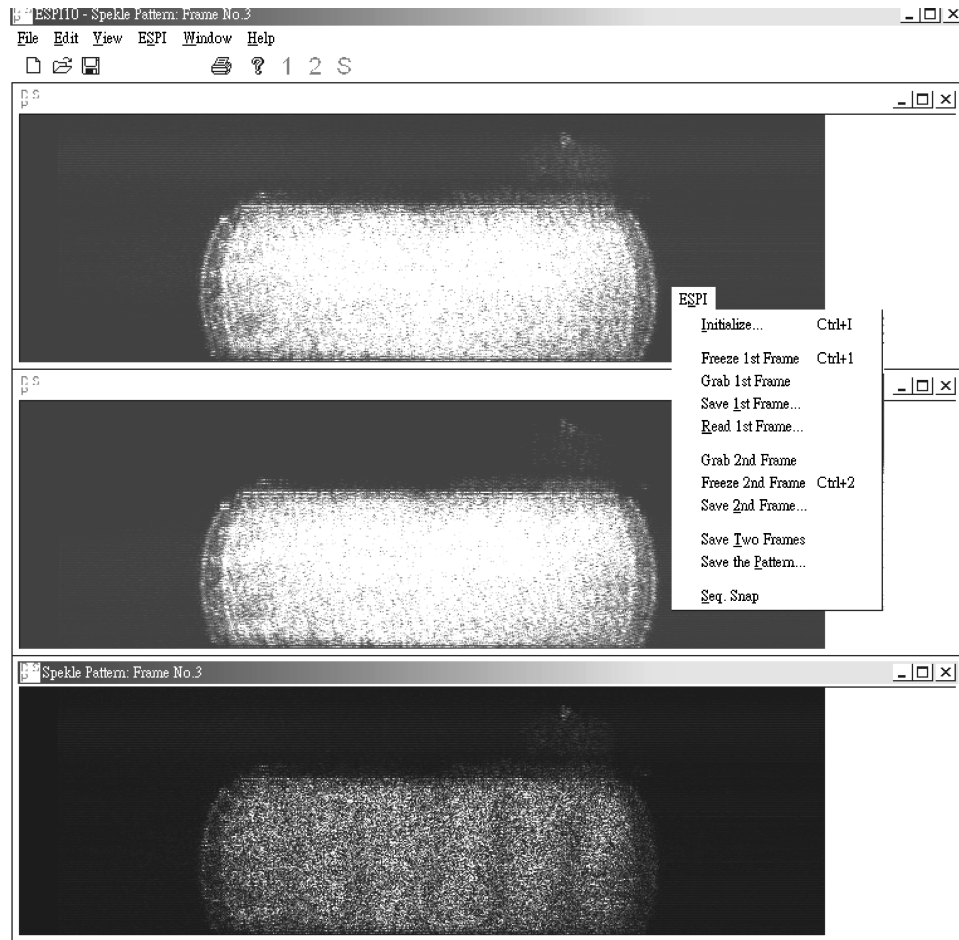 ESPI10 - Spekle Pattern: Frame No.3
File Edit View ESPI Window Help
1 2 S
ESPI
Initialize... Ctrl+I
Freeze 1st Frame Ctrl+1
Grab 1st Frame
Save 1st Frame...
Read 1st Frame...
Grab 2nd Frame
Freeze 2nd Frame Ctrl+2
Save 2nd Frame...
Save Two Frames
Save the Pattern...
Seq. Snap
Spekle Pattern: Frame No.3